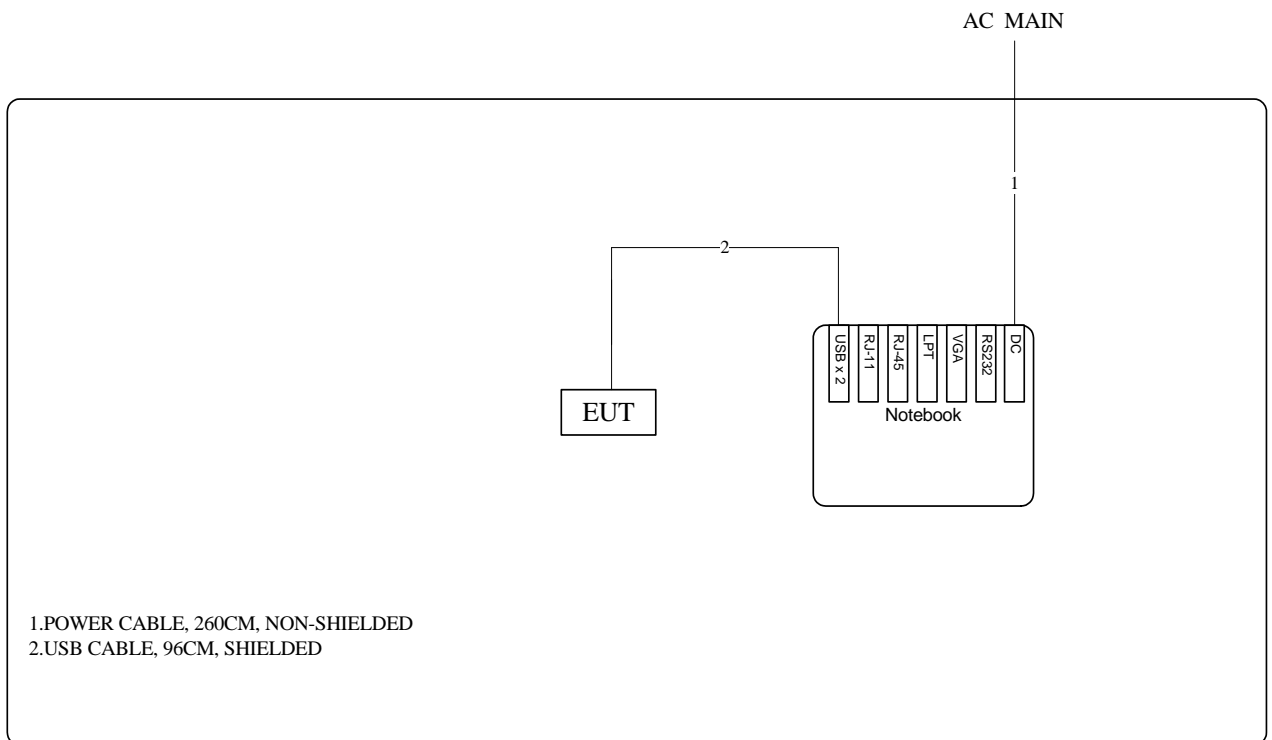 AC MAIN
1
2
USB x 2
RJ-11
RJ-45
LPT
VGA
RS232
DC
Notebook
EUT
1.POWER CABLE, 260CM, NON-SHIELDED
2.USB CABLE, 96CM, SHIELDED